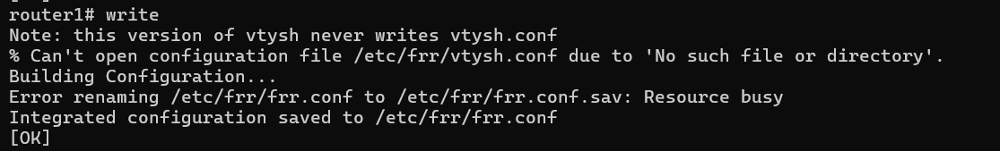 router1# write
Note: this version of vtysh never writes vtysh.conf
% Can't open configuration file /etc/frr/vtysh.conf due to 'No such file or directory'.
Building Configuration...
Error renaming /etc/frr/frr.conf to /etc/frr/frr.conf.sav: Resource busy
Integrated configuration saved to /etc/frr/frr.conf
[OK]